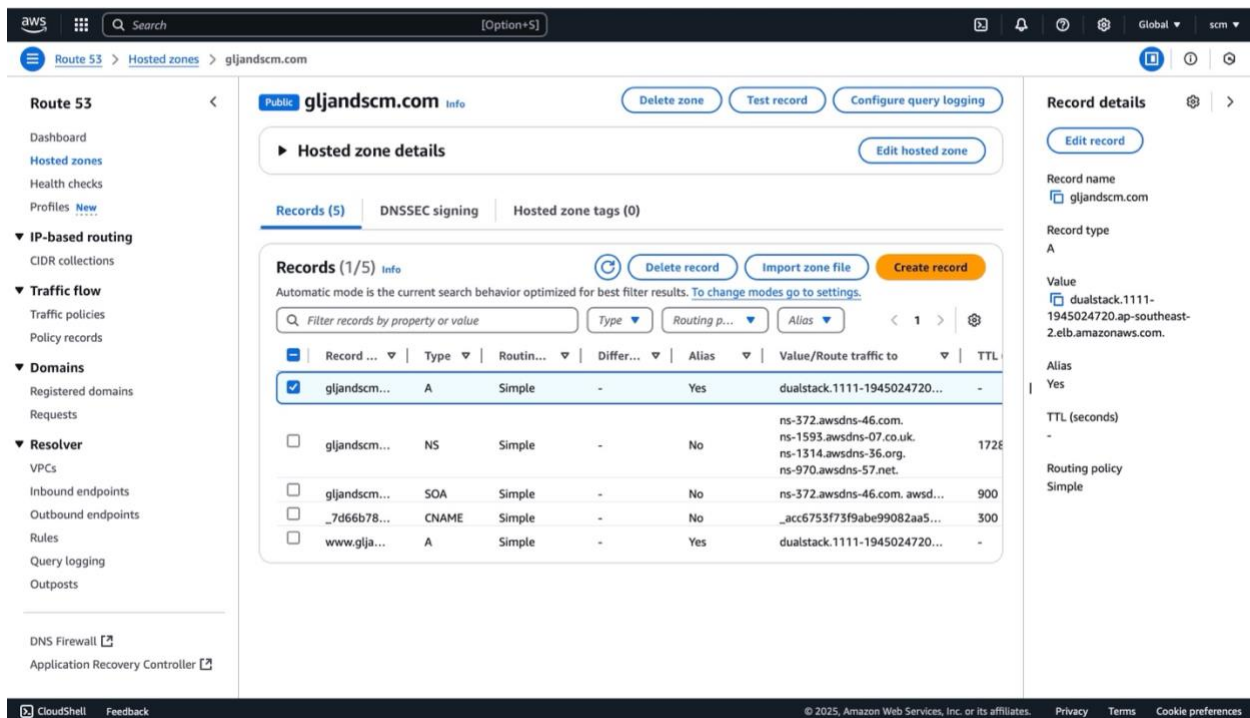 aws
Search [Option+S]
Global ▼ scm ▼
Route 53 > Hosted zones > gljandscm.com
Route 53
Dashboard
Hosted zones
Health checks
Profiles New
▼ IP-based routing
CIDR collections
▼ Traffic flow
Traffic policies
Policy records
▼ Domains
Registered domains
Requests
▼ Resolver
VPCs
Inbound endpoints
Outbound endpoints
Rules
Query logging
Outposts
DNS Firewall
Application Recovery Controller
Public gljandscm.com Info
Delete zone Test record Configure query logging
▶ Hosted zone details Edit hosted zone
Records (5) DNSSEC signing Hosted zone tags (0)
Records (1/5) Info Delete record Import zone file Create record
Automatic mode is the current search behavior optimized for best filter results. To change modes go to settings.
Filter records by property or value Type ▼ Routing p... ▼ Alias ▼ < 1 >
Record ... Type Routin... Differ... Alias Value/Route traffic to TTL
gljandscm... A Simple - Yes dualstack.1111-1945024720... -
ns-372.awsdns-46.com.
ns-1593.awsdns-07.co.uk.
gljandscm... NS Simple - No 1728
ns-1314.awsdns-36.org.
ns-970.awsdns-57.net.
gljandscm... SOA Simple - No ns-372.awsdns-46.com. awsd... 900
_7d66b78... CNAME Simple - No _acc6753f73f9abe99082aa5... 300
www.glja... A Simple - Yes dualstack.1111-1945024720... -
Record details
Edit record
Record name
gljandscm.com
Record type
A
Value
dualstack.1111-
1945024720.ap-southeast-
2.elb.amazonaws.com.
Alias
Yes
TTL (seconds)
-
Routing policy
Simple
CloudShell Feedback © 2025, Amazon Web Services, Inc. or its affiliates. Privacy Terms Cookie preferences